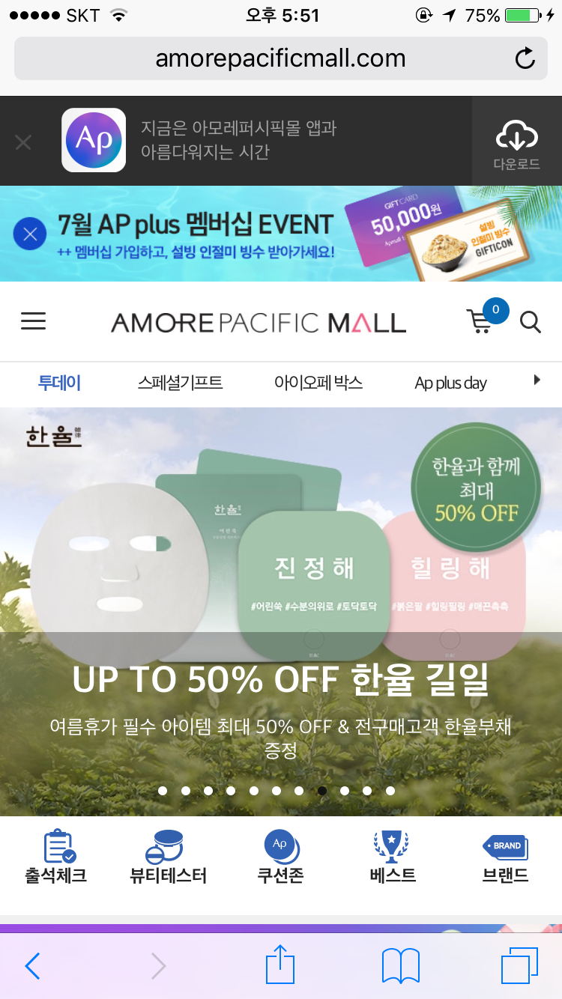 SKT 오후 5:51 75%
amorepacificmall.com
Ap
지금은 아모레퍼시픽몰 앱과
아름다워지는 시간
다운로드
7월 AP plus 멤버십 EVENT
++ 멤버십 가입하고, 설빙 인절미 빙수 받아가세요!
GIFT CARD
50,000원
설빙
인절미 빙수
GIFTICON
AMOREPACIFIC MALL
0
투데이 스페셜기프트 아이오페 박스 Ap plus day
한율
한율과 함께
최대
50% OFF
한율
진정해
#어린쑥 #수분의위로 #토닥토닥
힐링해
#붉은팥 #힐링필링 #매끈촉촉
UP TO 50% OFF 한율 길일
여름휴가 필수 아이템 최대 50% OFF & 전구매고객 한율부채
증정
Ap
BRAND
출석체크 뷰티테스터 쿠션존 베스트 브랜드